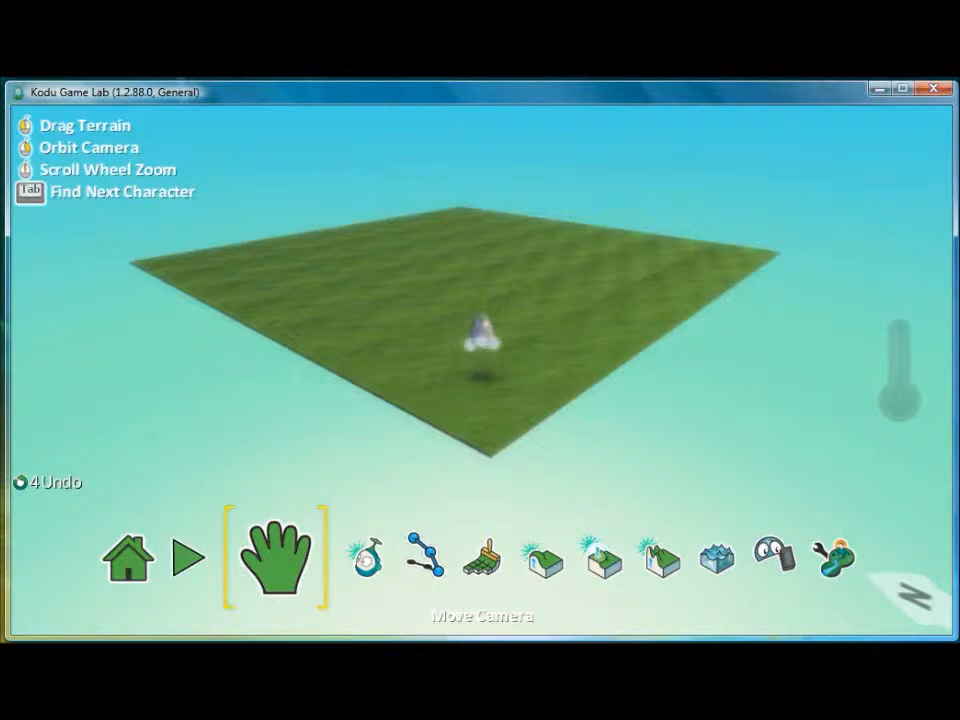 Kodu Game Lab (1.2.88.0, General)
Drag Terrain
Orbit Camera
Scroll Wheel Zoom
Tab Find Next Character
4 Undo
Move Camera
N